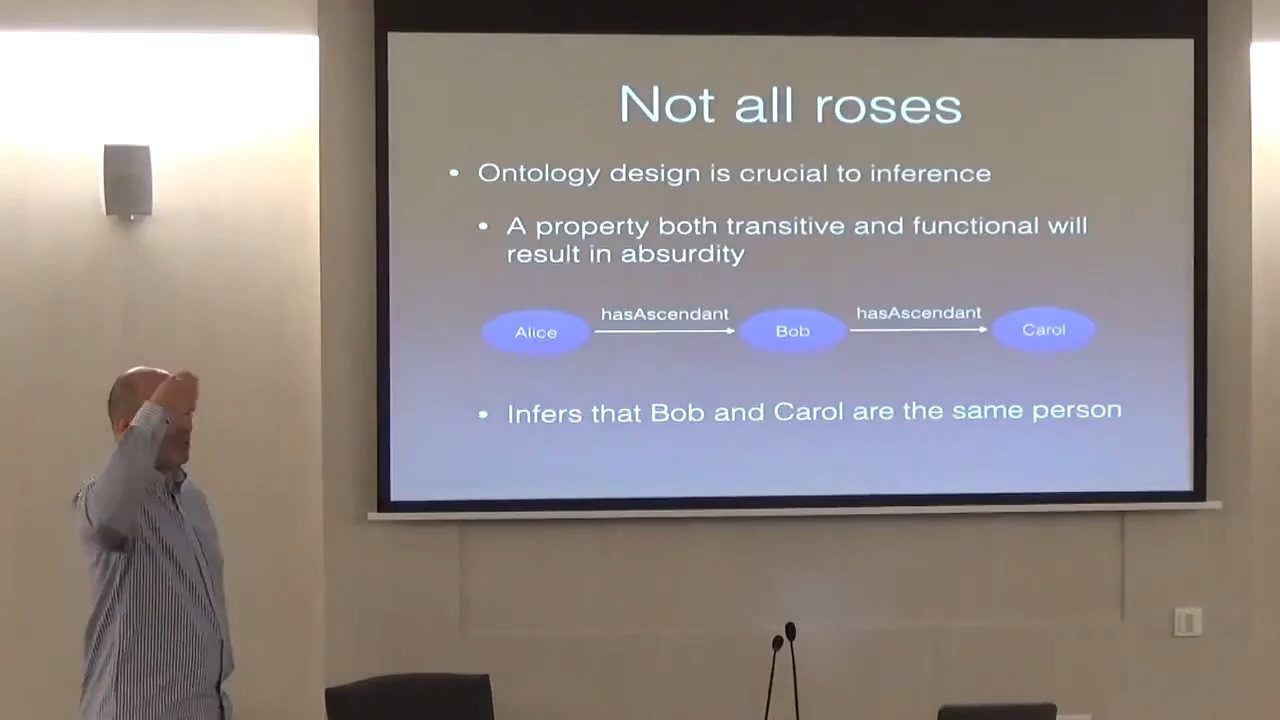 Not all roses
• Ontology design is crucial to inference
• A property both transitive and functional will
result in absurdity
hasAscendant hasAscendant
Alice Bob Carol
• Infers that Bob and Carol are the same person